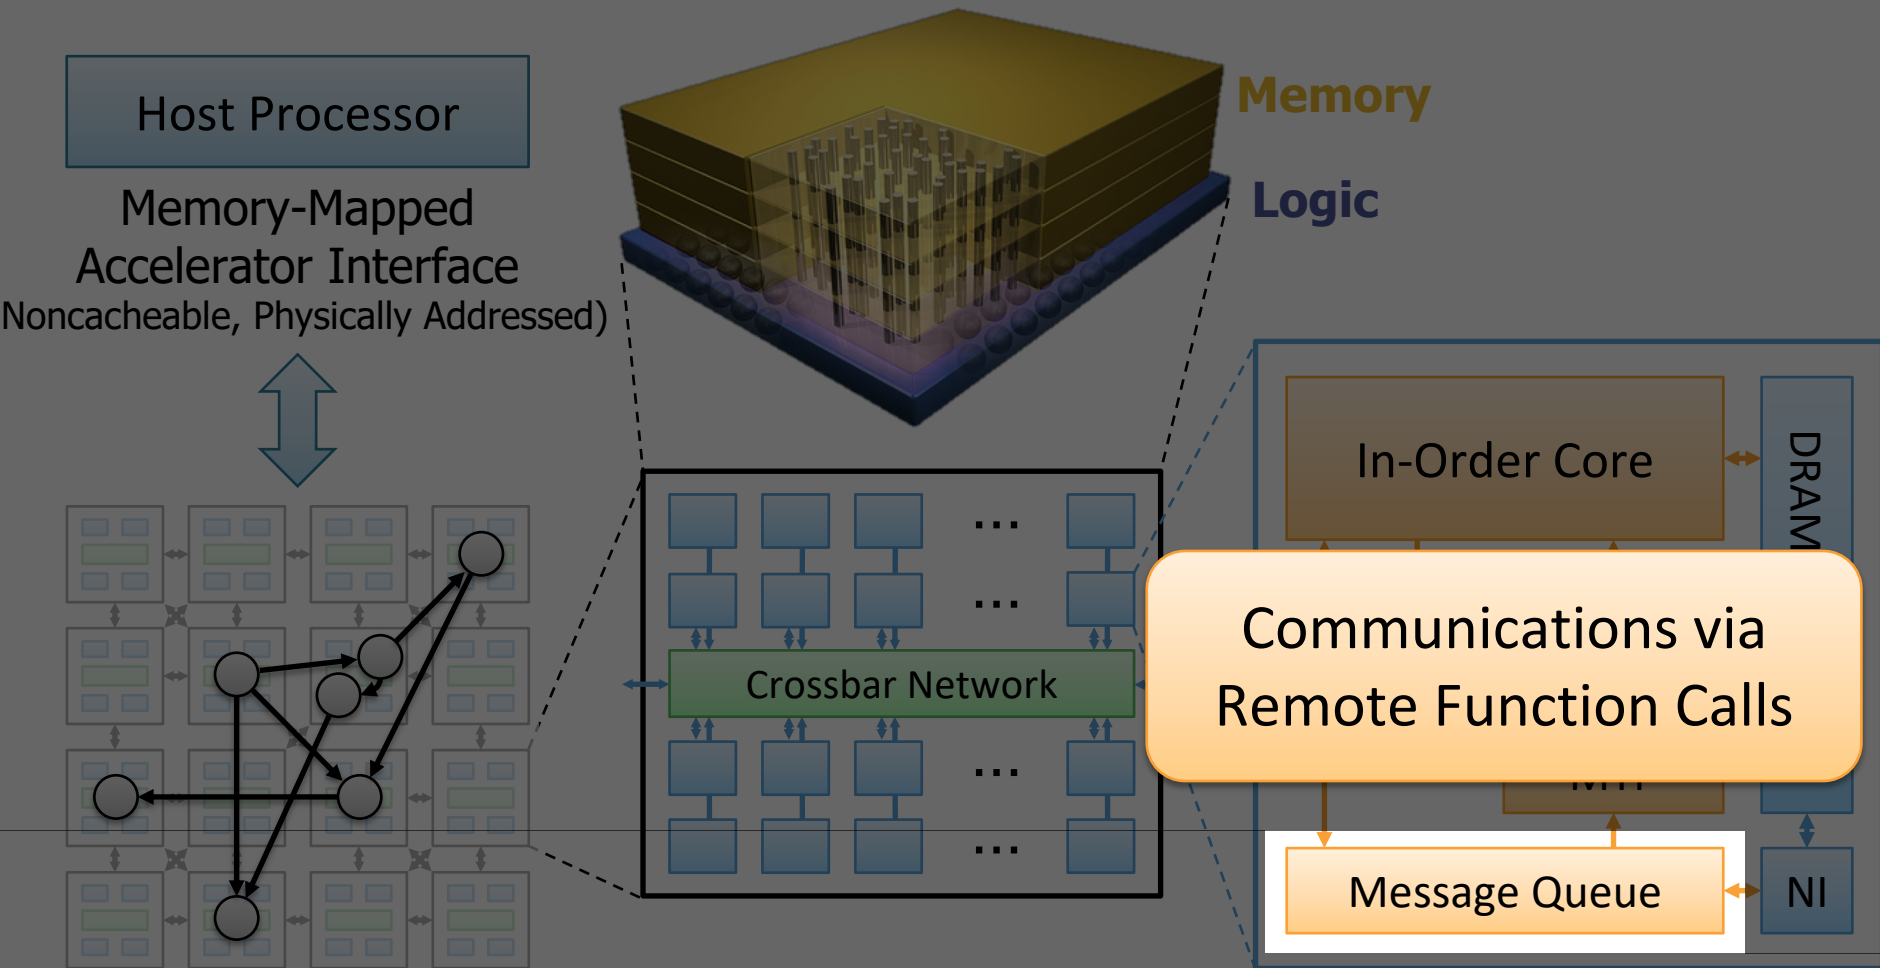 Host Processor
Memory-Mapped
Accelerator Interface
Noncacheable, Physically Addressed)
Memory
Logic
...
...
Crossbar Network
...
...
In-Order Core
DRAM
Communications via
Remote Function Calls
Message Queue
NI